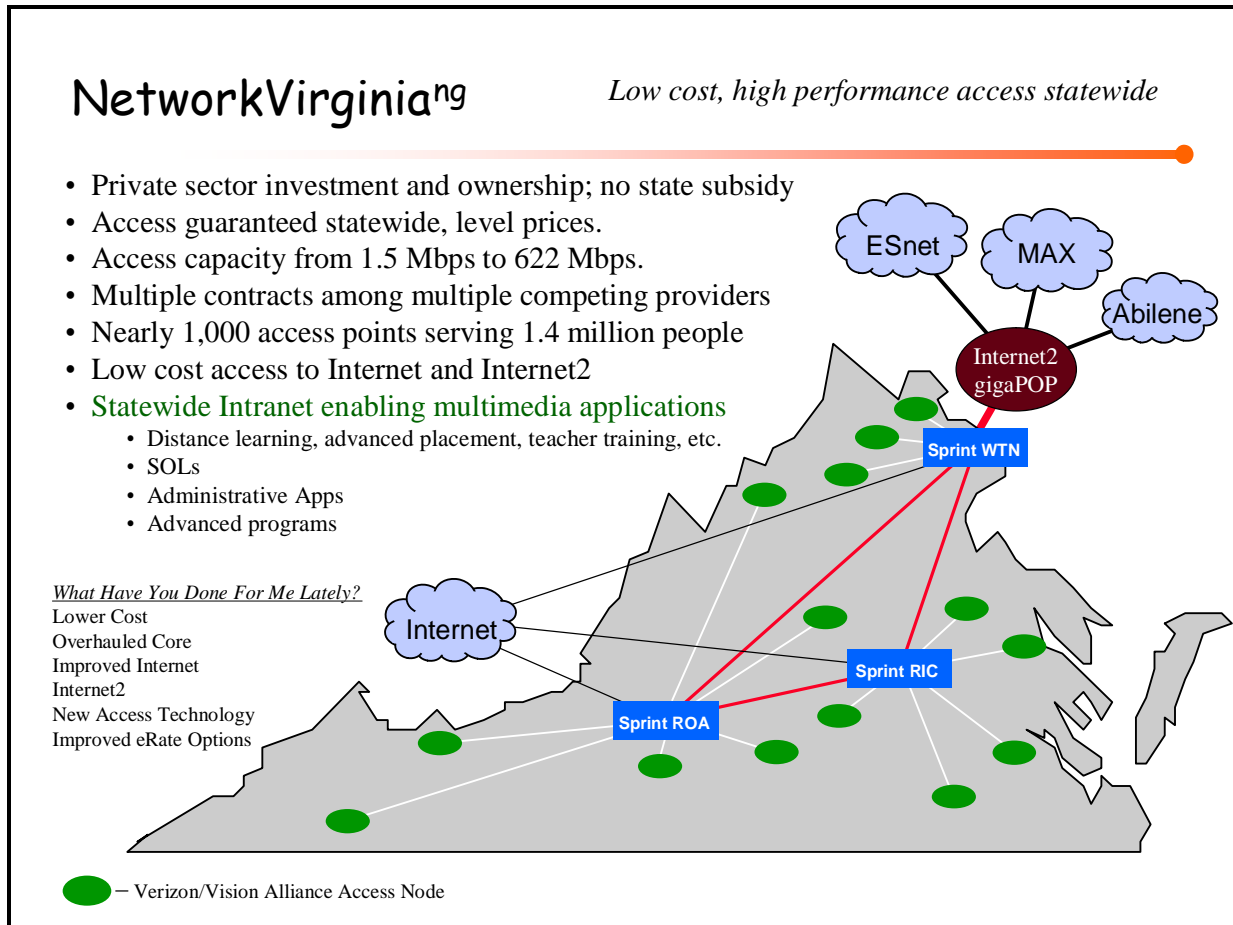 NetworkVirginiaⁿᵍ
Low cost, high performance access statewide
• Private sector investment and ownership; no state subsidy
• Access guaranteed statewide, level prices.
• Access capacity from 1.5 Mbps to 622 Mbps.
• Multiple contracts among multiple competing providers
• Nearly 1,000 access points serving 1.4 million people
• Low cost access to Internet and Internet2
• Statewide Intranet enabling multimedia applications
• Distance learning, advanced placement, teacher training, etc.
• SOLs
• Administrative Apps
• Advanced programs
ESnet
MAX
Abilene
Internet2
gigaPOP
Sprint WTN
What Have You Done For Me Lately?
Lower Cost
Overhauled Core
Improved Internet
Internet2
New Access Technology
Improved eRate Options
Internet
Sprint RIC
Sprint ROA
– Verizon/Vision Alliance Access Node